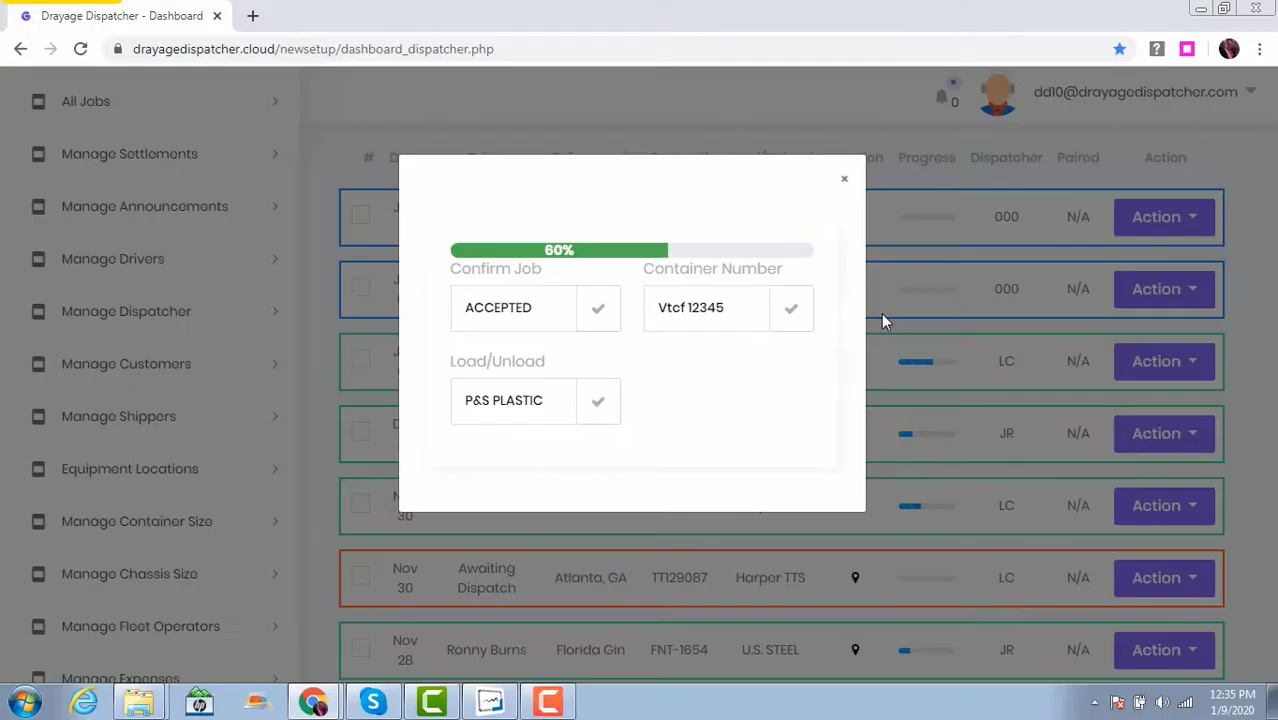 Drayage Dispatcher - Dashboard
drayagedispatcher.cloud/newsetup/dashboard_dispatcher.php
0
dd10@drayagedispatcher.com
All Jobs
Manage Settlements
Manage Announcements
Manage Drivers
Manage Dispatcher
Manage Customers
Manage Shippers
Equipment Locations
Manage Container Size
Manage Chassis Size
Manage Fleet Operators
Manage Expenses
# Progress Dispatcher Paired Action
000 N/A Action
000 N/A Action
LC N/A Action
JR N/A Action
30 LC N/A Action
60%
Confirm Job Container Number
ACCEPTED Vtcf 12345
Load/Unload
P&S PLASTIC
Nov 30 Awaiting Dispatch Atlanta, GA TT129087 Harper TTS LC N/A Action
Nov 28 Ronny Burns Florida Gin FNT-1654 U.S. STEEL JR N/A Action
12:35 PM
1/9/2020